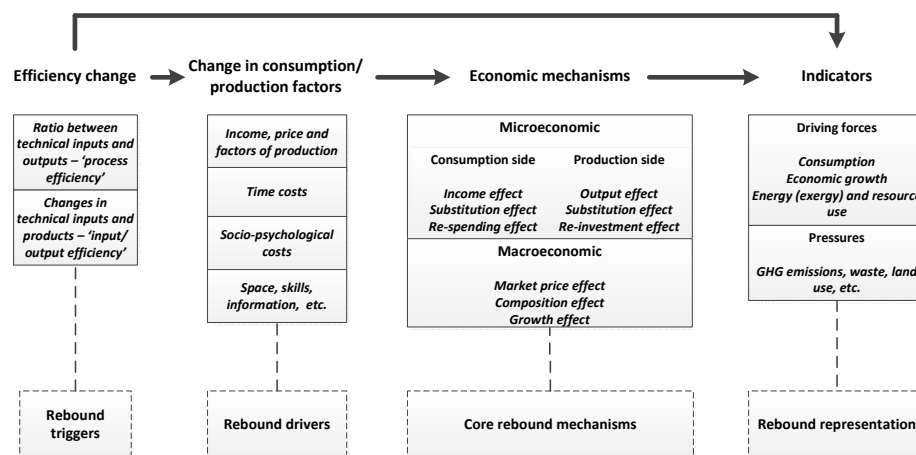 Efficiency change
Change in consumption/
production factors
Economic mechanisms
Indicators
Ratio between
technical inputs and
outputs – ‘process
efficiency’
Changes in
technical inputs and
products – ‘input/
output efficiency’
Income, price and
factors of production
Time costs
Socio-psychological
costs
Space, skills,
information, etc.
Microeconomic
Consumption side
Income effect
Substitution effect
Re-spending effect
Production side
Output effect
Substitution effect
Re-investment effect
Macroeconomic
Market price effect
Composition effect
Growth effect
Driving forces
Consumption
Economic growth
Energy (exergy) and resource
use
Pressures
GHG emissions, waste, land
use, etc.
Rebound
triggers
Rebound drivers
Core rebound mechanisms
Rebound representation